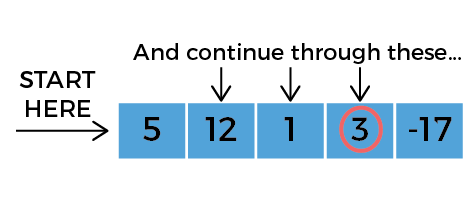 And continue through these...
START
HERE
5 12 1 3 -17